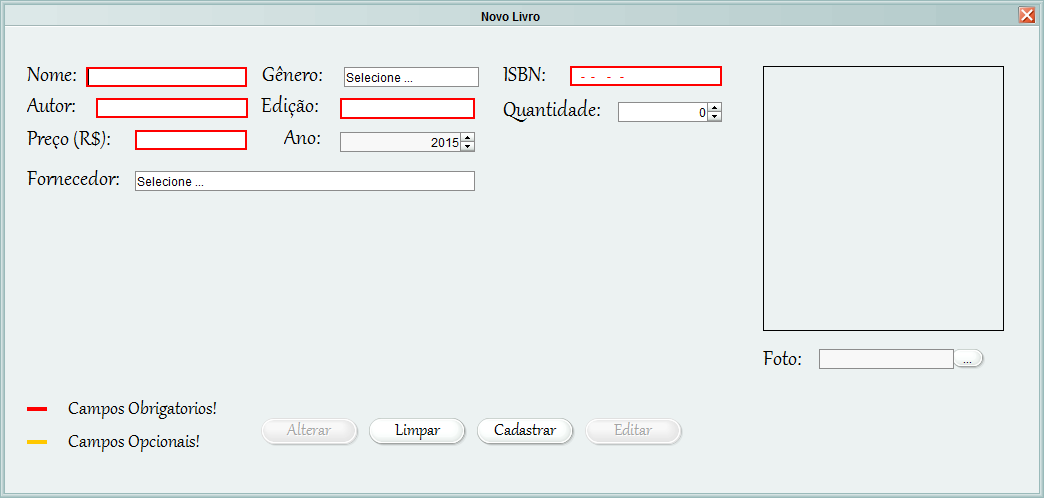 Novo Livro
Nome: Gênero: Selecione ... ISBN: - - - -
Autor: Edição: Quantidade: 0
Preço (R$): Ano: 2015
Fornecedor: Selecione ...
Foto: ...
Campos Obrigatorios!
Campos Opcionais!
Alterar Limpar Cadastrar Editar